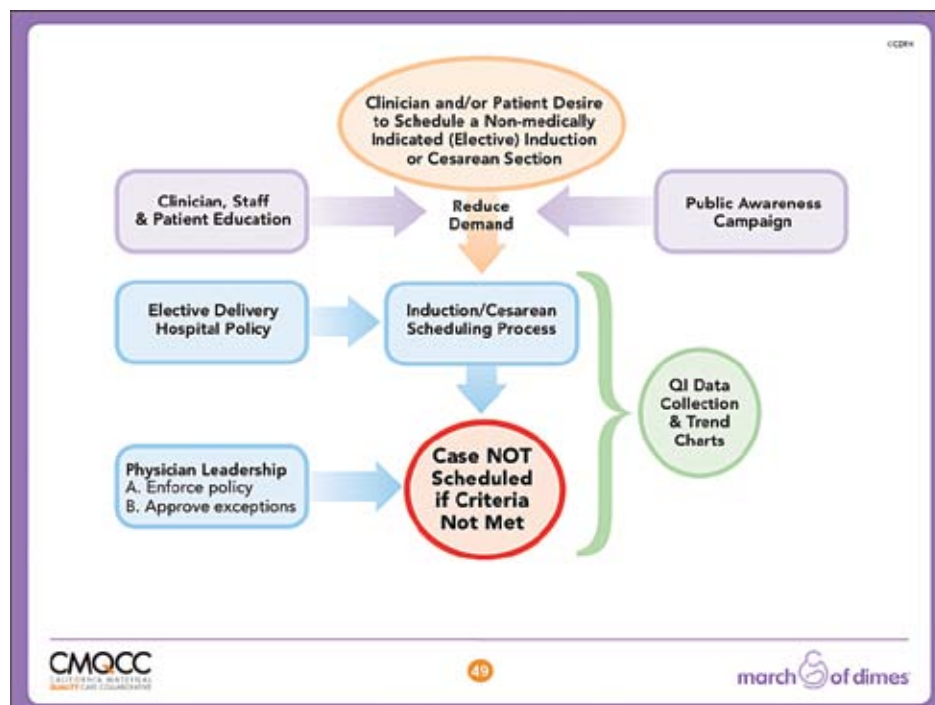 Clinician and/or Patient Desire
to Schedule a Non-medically
Indicated (Elective) Induction
or Cesarean Section
Clinician, Staff
& Patient Education
Reduce
Demand
Public Awareness
Campaign
Elective Delivery
Hospital Policy
Induction/Cesarean
Scheduling Process
QI Data
Collection
& Trend
Charts
Physician Leadership
A. Enforce policy
B. Approve exceptions
Case NOT
Scheduled
if Criteria
Not Met
CMQCC
CALIFORNIA MATERNAL
QUALITY CARE COLLABORATIVE
49
march of dimes